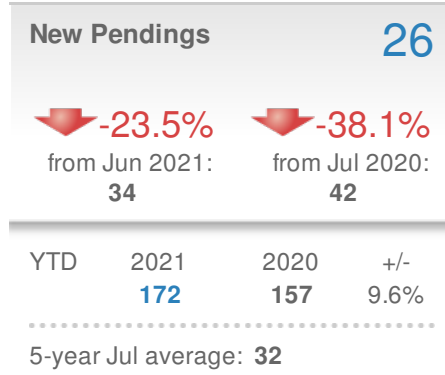 New Pendings 26
-23.5% -38.1%
from Jun 2021: from Jul 2020:
34 42
YTD 2021 2020 +/-
172 157 9.6%
5-year Jul average: 32